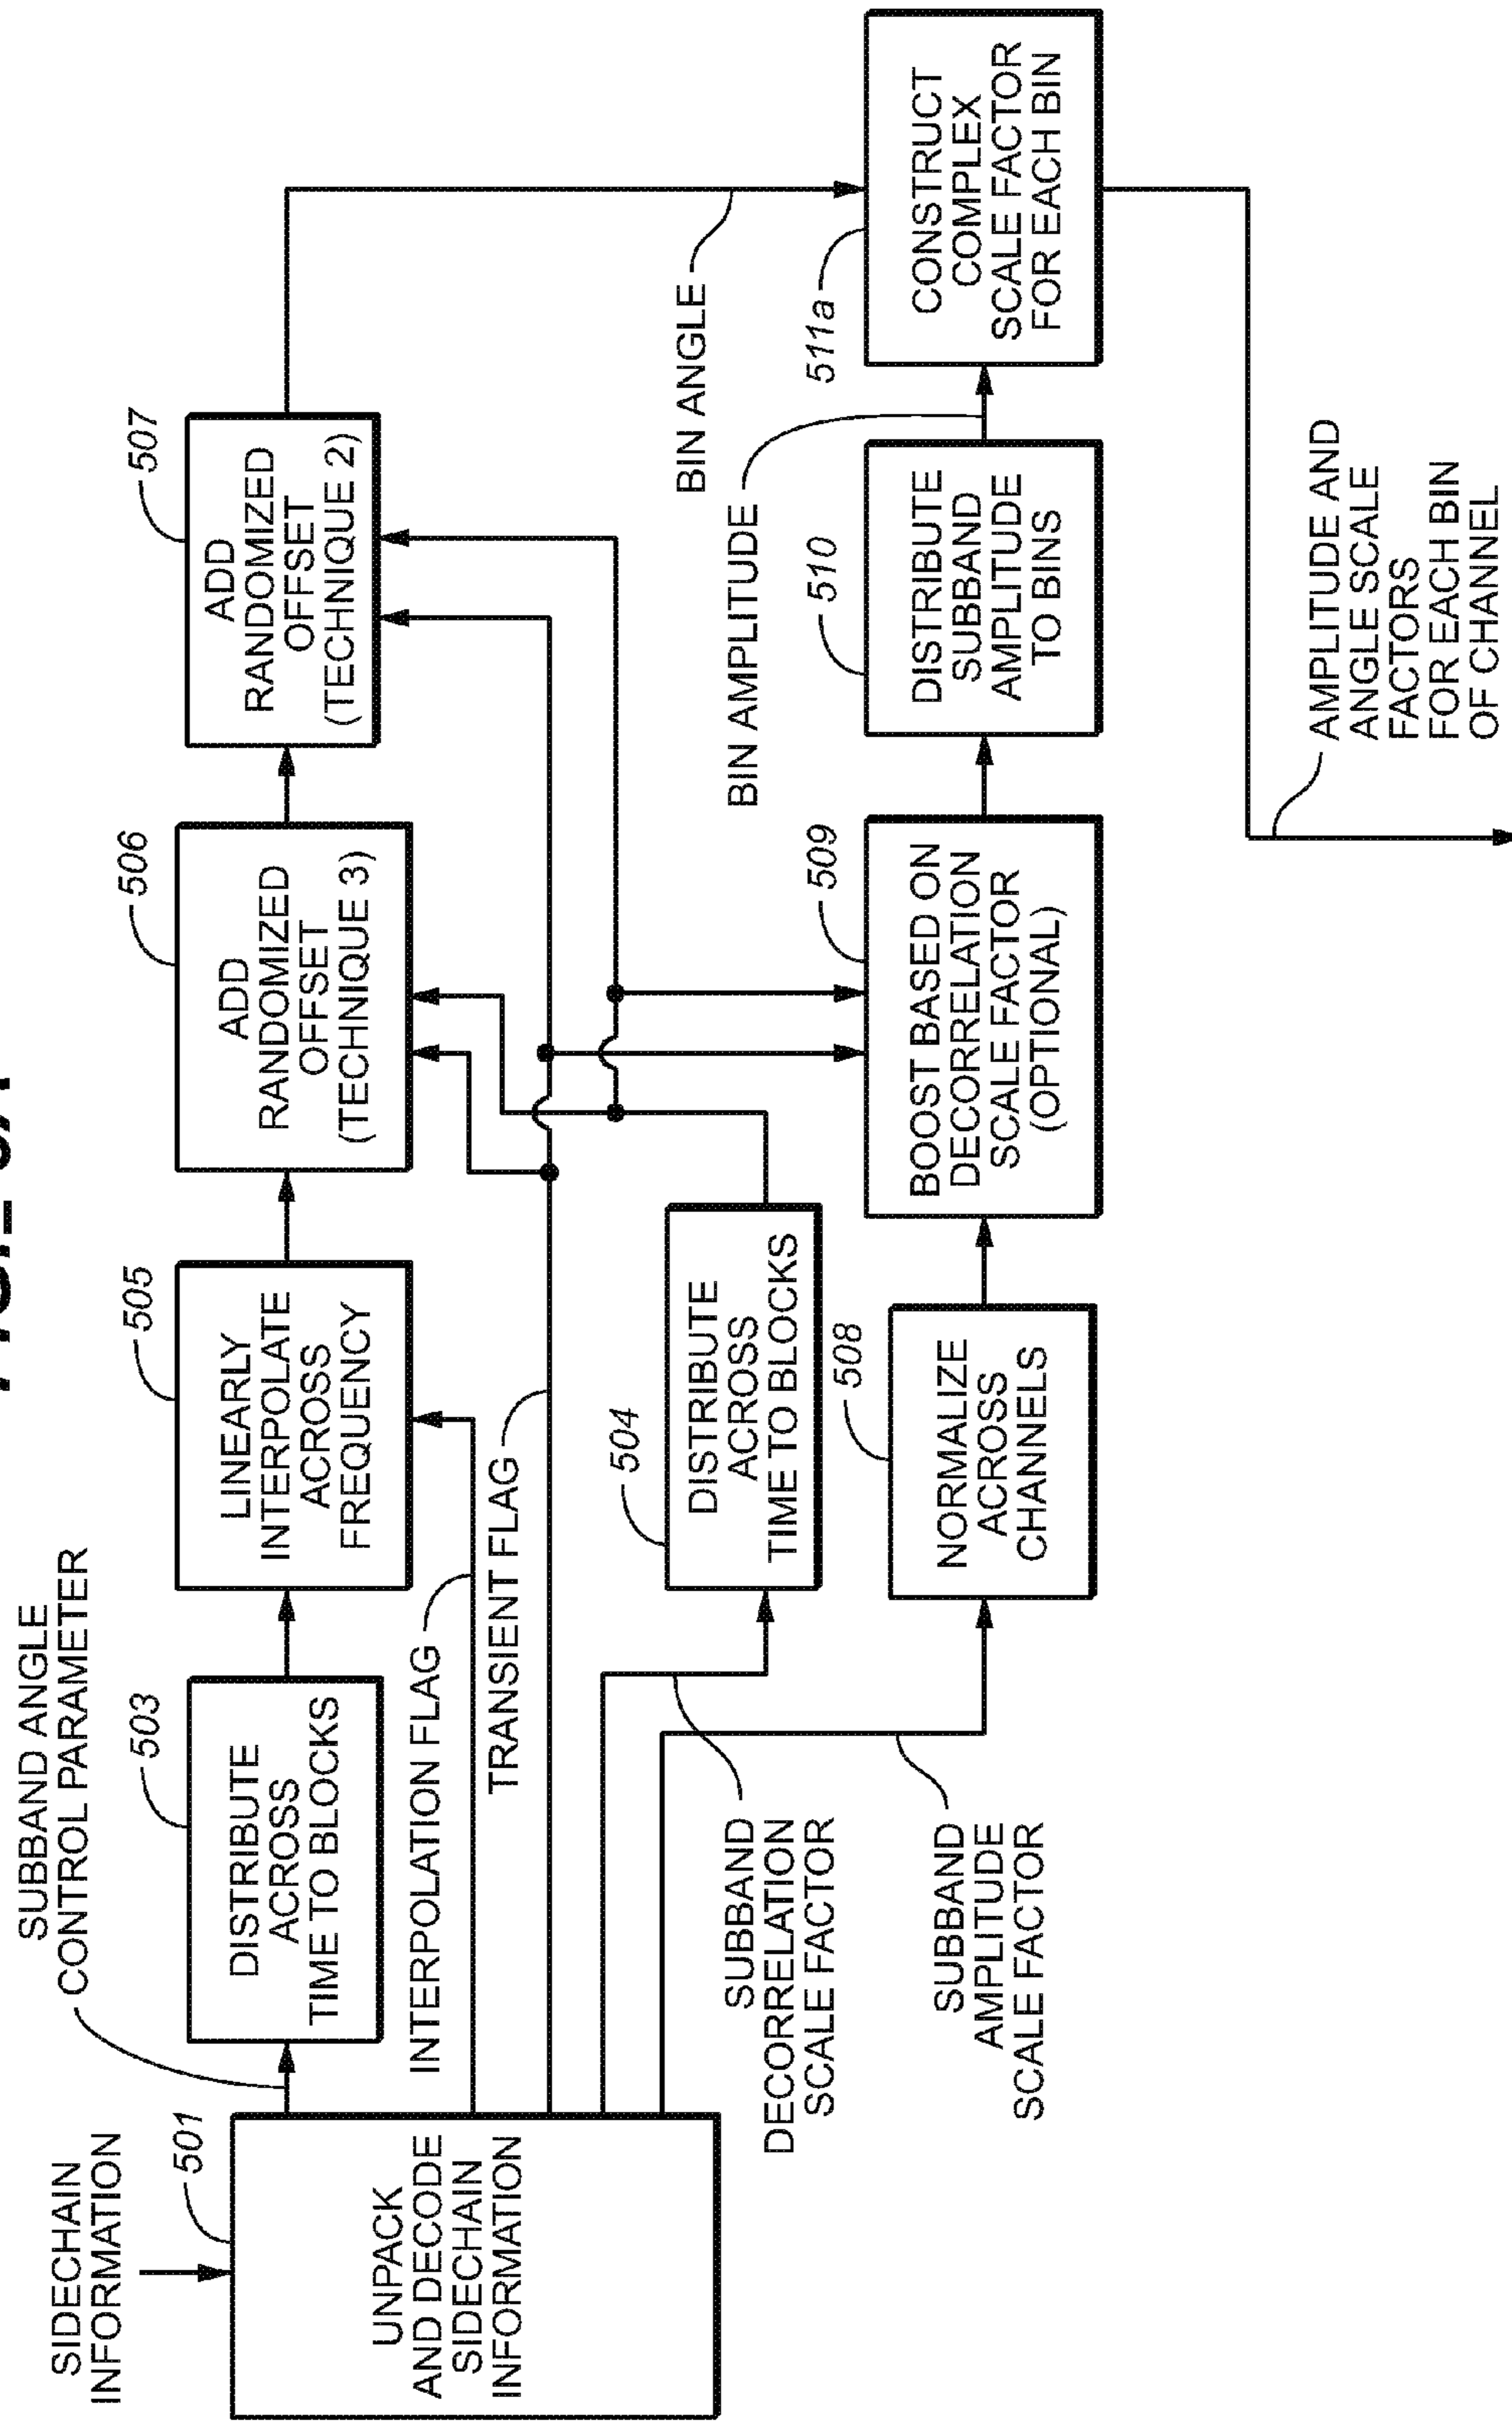 SIDECHAIN
INFORMATION
501
UNPACK
AND DECODE
SIDECHAIN
INFORMATION
SUBBAND ANGLE
CONTROL PARAMETER
503
DISTRIBUTE
ACROSS
TIME TO BLOCKS
505
LINEARLY
INTERPOLATE
ACROSS
FREQUENCY
506
ADD
RANDOMIZED
OFFSET
(TECHNIQUE 3)
507
ADD
RANDOMIZED
OFFSET
(TECHNIQUE 2)
INTERPOLATION FLAG
TRANSIENT FLAG
504
DISTRIBUTE
ACROSS
TIME TO BLOCKS
SUBBAND
DECORRELATION
SCALE FACTOR
SUBBAND
AMPLITUDE
SCALE FACTOR
508
NORMALIZE
ACROSS
CHANNELS
509
BOOST BASED ON
DECORRELATION
SCALE FACTOR
(OPTIONAL)
BIN AMPLITUDE
510
DISTRIBUTE
SUBBAND
AMPLITUDE
TO BINS
BIN ANGLE
511a
CONSTRUCT
COMPLEX
SCALE FACTOR
FOR EACH BIN
AMPLITUDE AND
ANGLE SCALE
FACTORS
FOR EACH BIN
OF CHANNEL